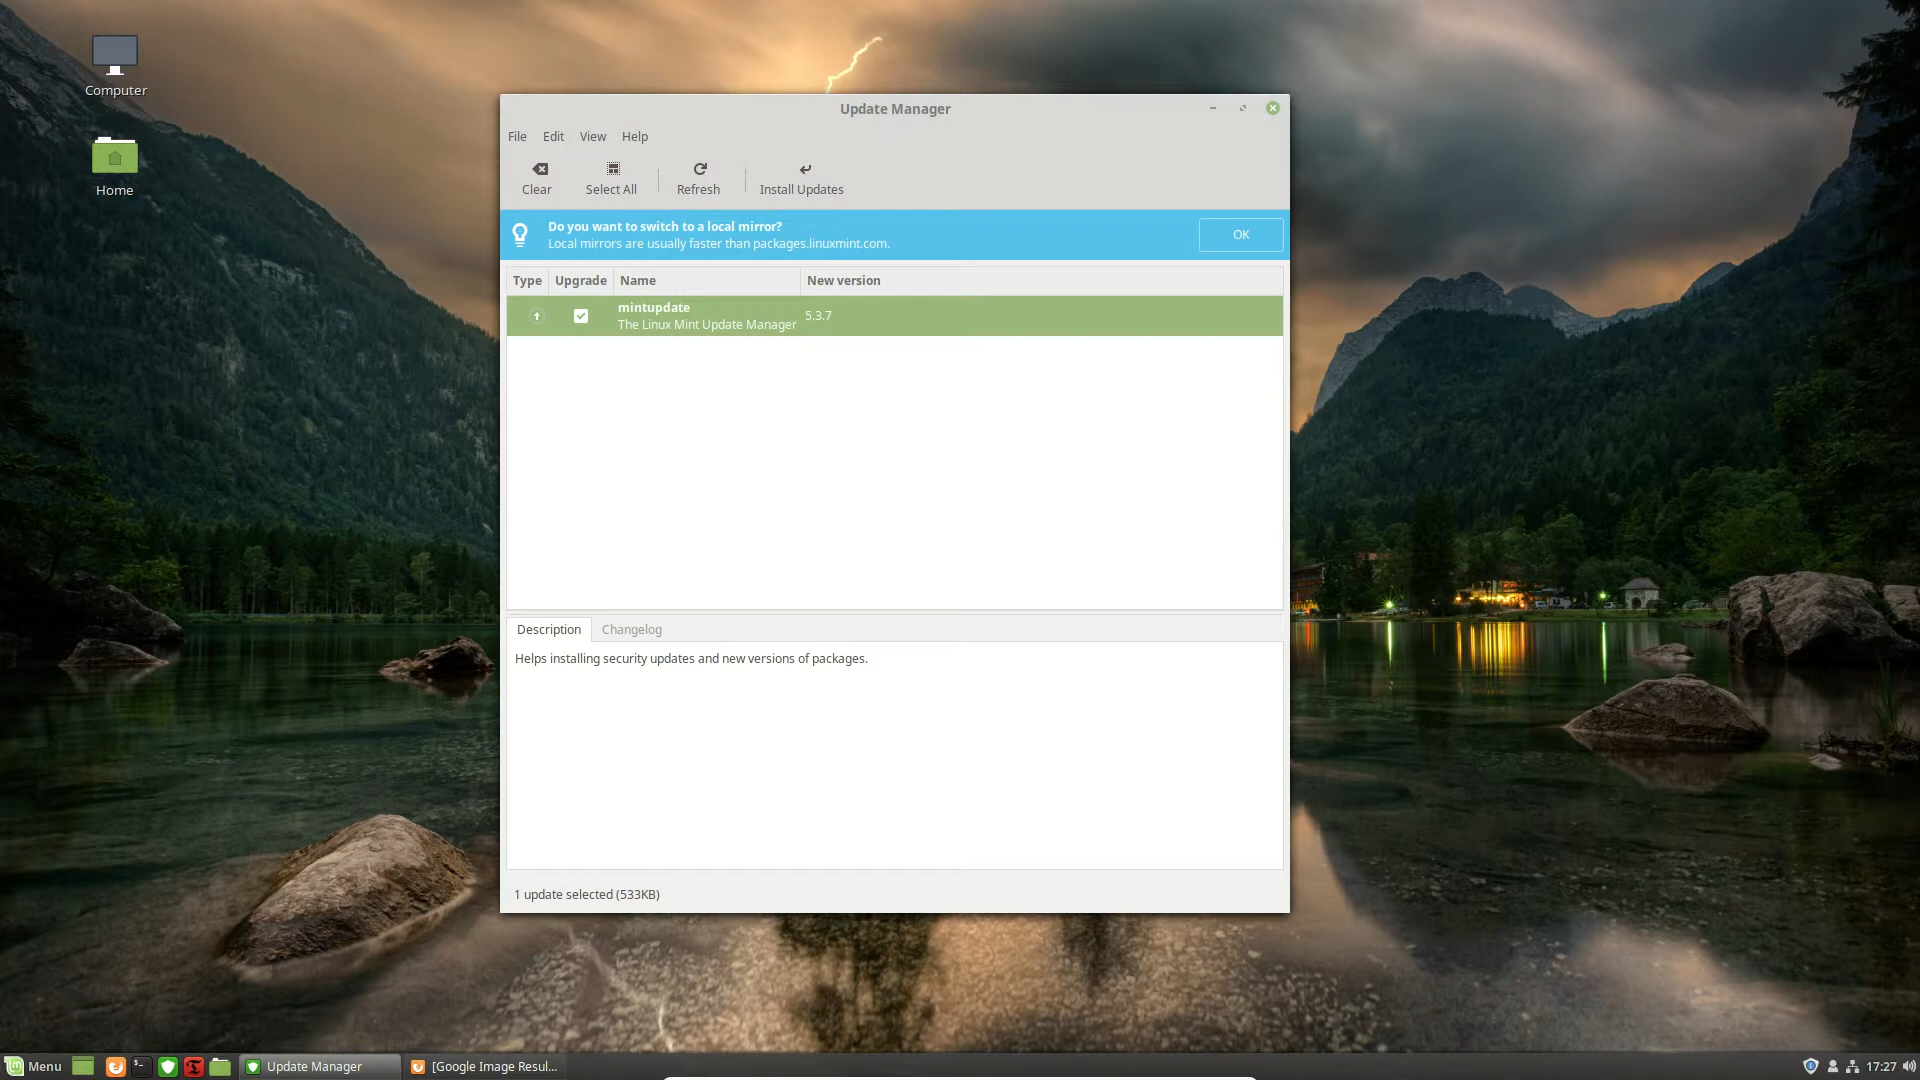 Computer
Home
Update Manager
File Edit View Help
Clear Select All Refresh Install Updates
Do you want to switch to a local mirror?
Local mirrors are usually faster than packages.linuxmint.com.
OK
Type Upgrade Name New version
mintupdate
The Linux Mint Update Manager
5.3.7
Description Changelog
Helps installing security updates and new versions of packages.
1 update selected (533KB)
Menu
Update Manager
[Google Image Resul...
17:27